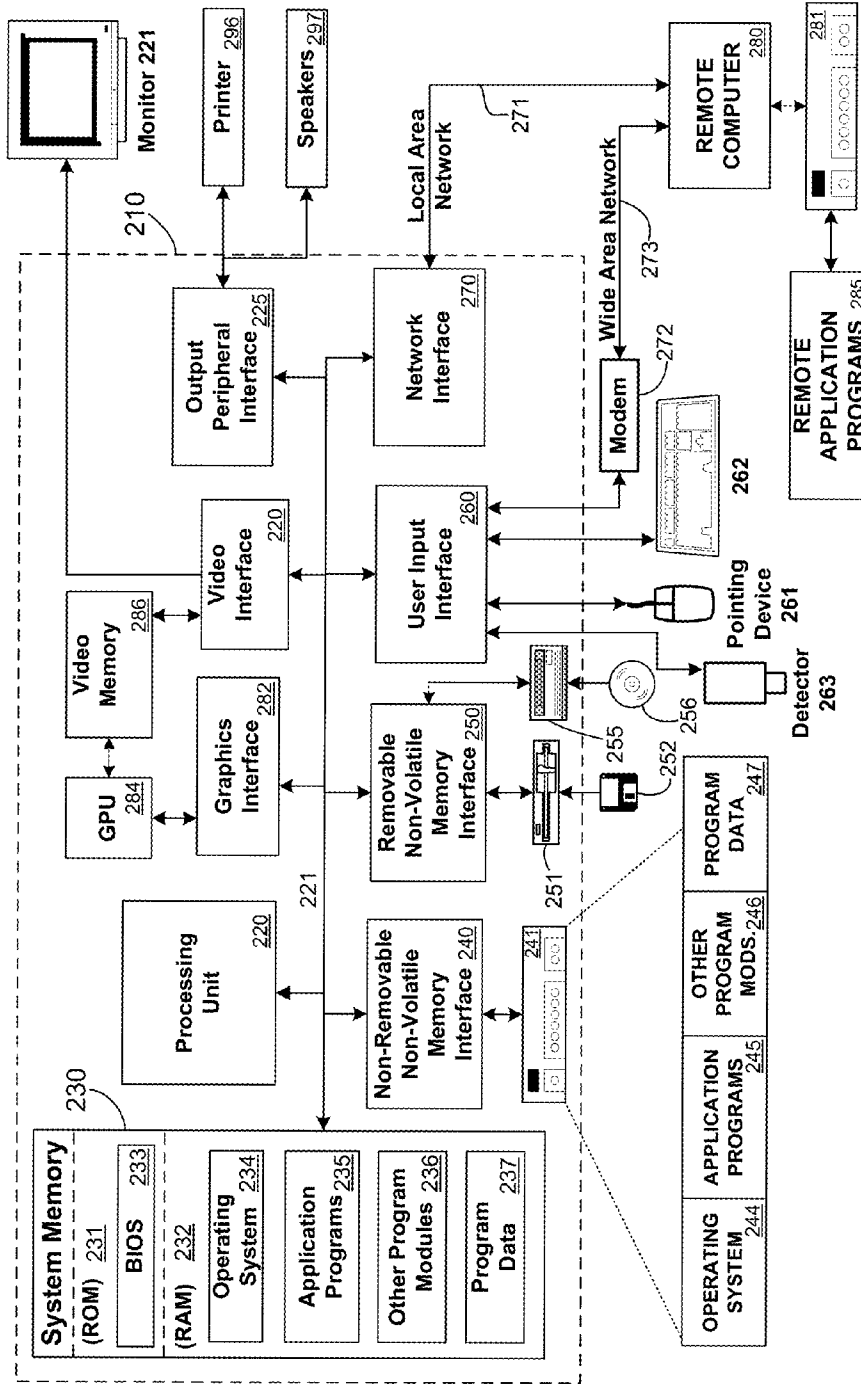 System Memory
(ROM) 231
BIOS 233
(RAM) 232
Operating
System 234
Application
Programs 235
Other Program
Modules 236
Program
Data 237
230
Processing
Unit
220
221
GPU
284
Video
Memory
286
Graphics
Interface
282
Video
Interface
220
Output
Peripheral
Interface
225
210
Monitor 221
Printer
296
Speakers
297
Non-Removable
Non-Volatile
Memory
Interface 240
Removable
Non-Volatile
Memory
Interface 250
User Input
Interface
260
Network
Interface
270
Local Area
Network
271
Wide Area Network
273
Modem
272
REMOTE
COMPUTER
280
281
REMOTE
APPLICATION
PROGRAMS 285
241
251
252
255
256
Detector
263
Pointing
Device
261
262
OPERATING
SYSTEM 244
APPLICATION
PROGRAMS 245
OTHER
PROGRAM
MODS. 246
PROGRAM
DATA 247